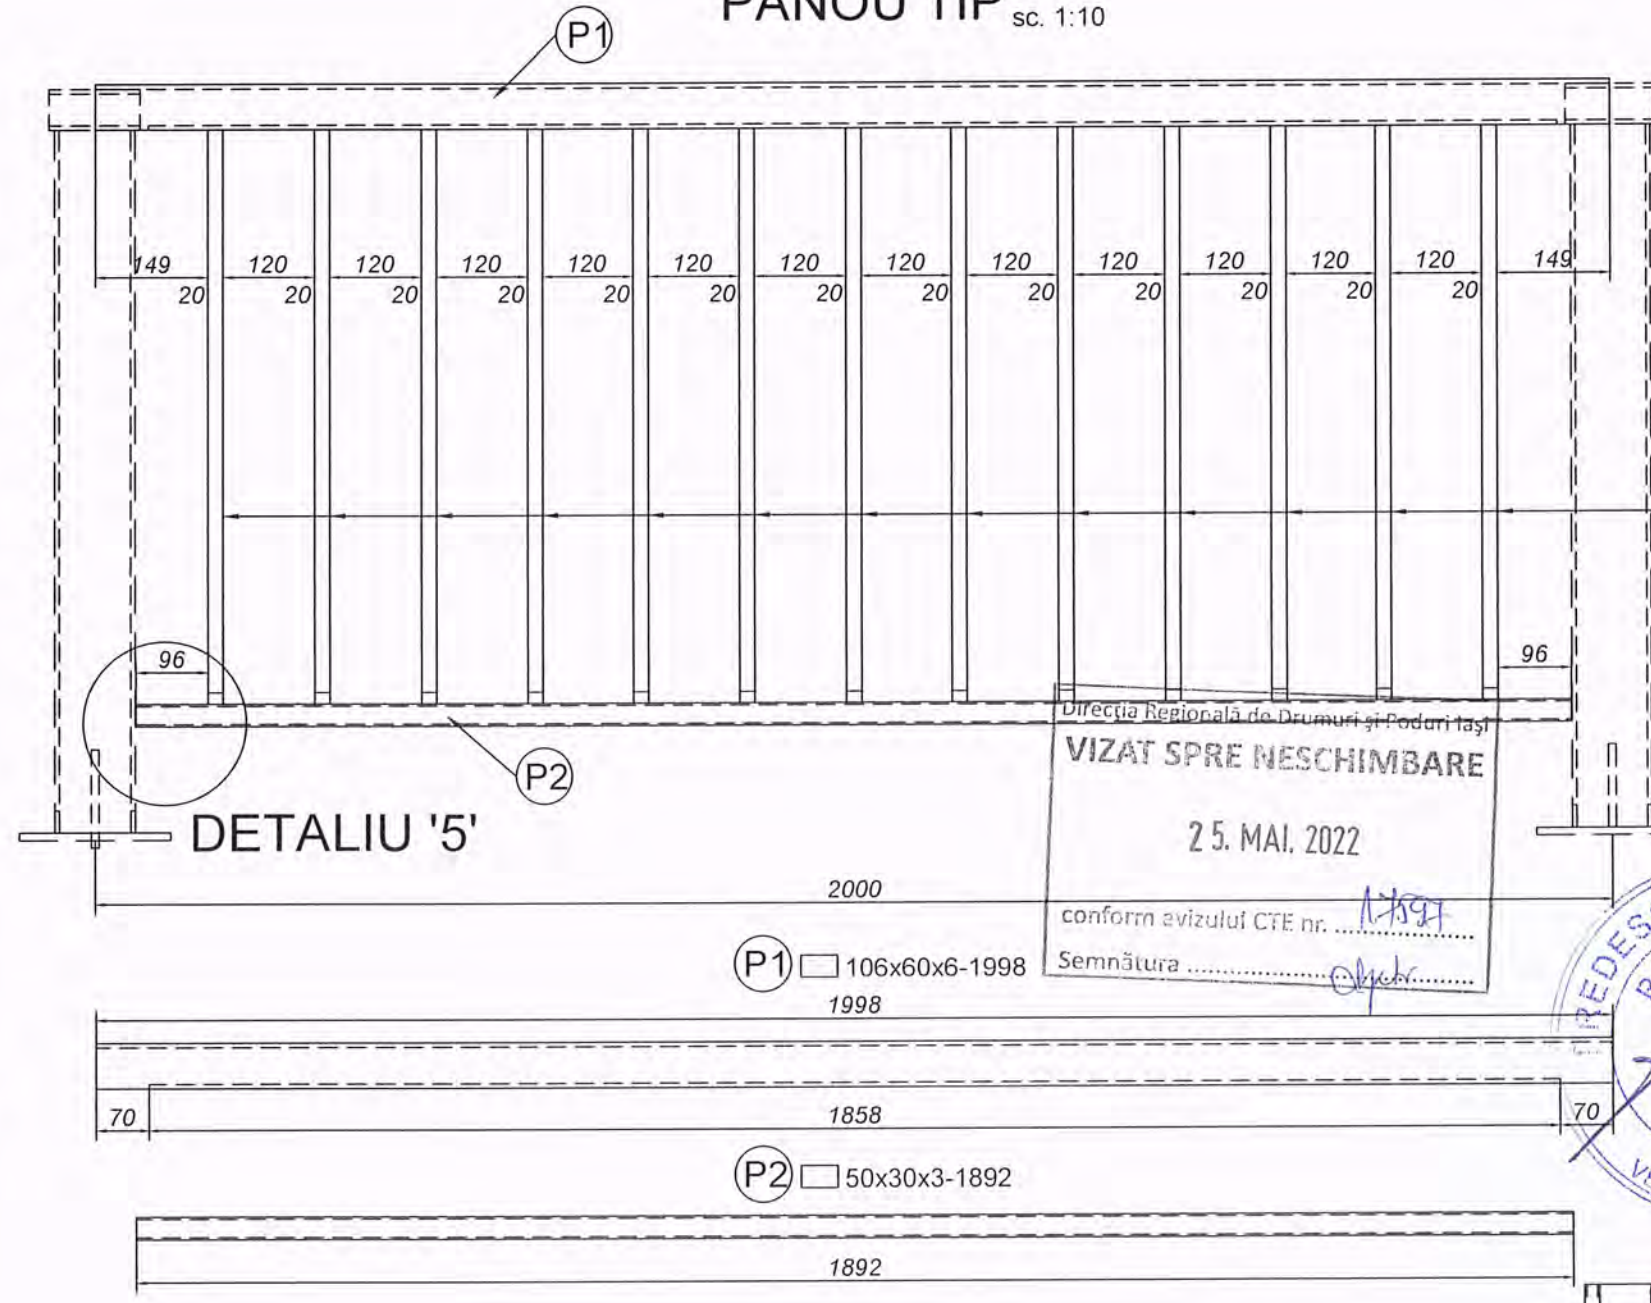 PANOU TIP sc. 1:10
P1
149 120 120 120 120 120 120 120 120 120 120 120 120 149
20 20 20 20 20 20 20 20 20 20 20 20 20
96 96
P2
DETALIU '5'
Direcția Regională de Drumuri și Poduri Iași
VIZAT SPRE NESCHIMBARE
25. MAI. 2022
conform avizului CTE nr. 17597
Semnătura
2000
P1 106x60x6-1998
1998
70 1858 70
P2 50x30x3-1892
1892